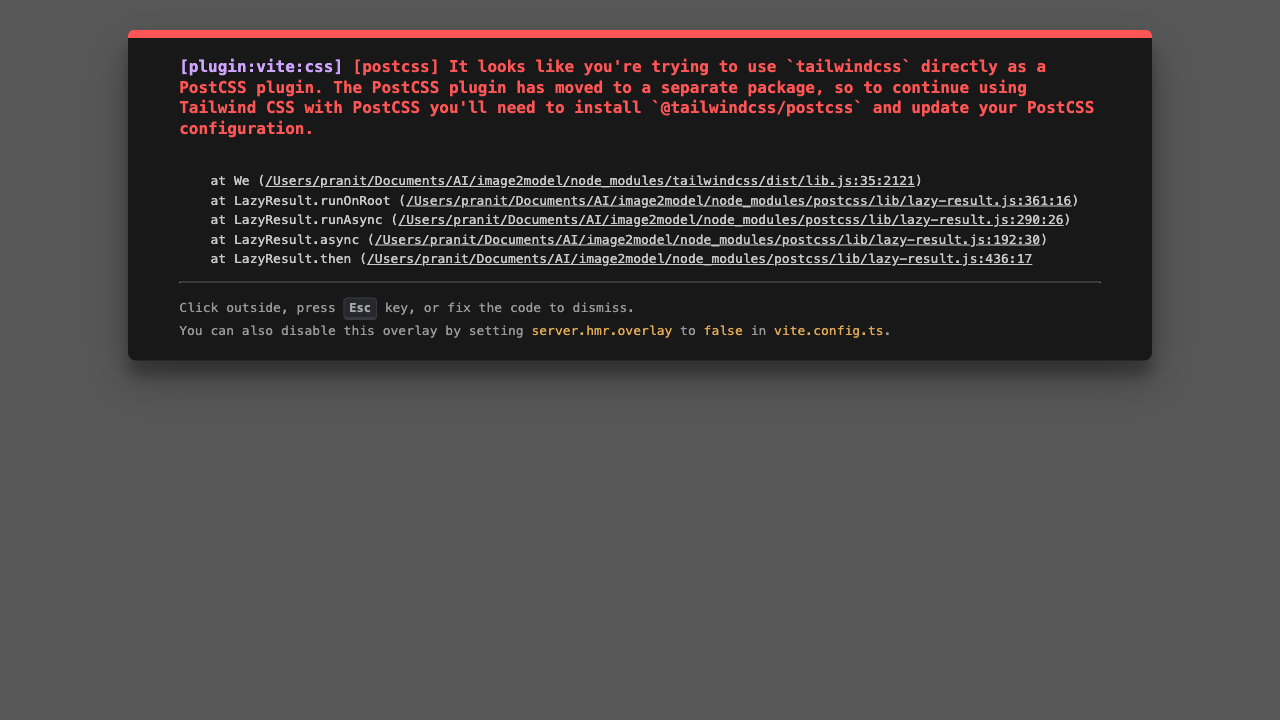 [plugin:vite:css] [postcss] It looks like you're trying to use `tailwindcss` directly as a
PostCSS plugin. The PostCSS plugin has moved to a separate package, so to continue using
Tailwind CSS with PostCSS you'll need to install `@tailwindcss/postcss` and update your PostCSS
configuration.
at We (/Users/pranit/Documents/AI/image2model/node_modules/tailwindcss/dist/lib.js:35:2121)
at LazyResult.runOnRoot (/Users/pranit/Documents/AI/image2model/node_modules/postcss/lib/lazy-result.js:361:16)
at LazyResult.runAsync (/Users/pranit/Documents/AI/image2model/node_modules/postcss/lib/lazy-result.js:290:26)
at LazyResult.async (/Users/pranit/Documents/AI/image2model/node_modules/postcss/lib/lazy-result.js:192:30)
at LazyResult.then (/Users/pranit/Documents/AI/image2model/node_modules/postcss/lib/lazy-result.js:436:17
Click outside, press Esc key, or fix the code to dismiss.
You can also disable this overlay by setting server.hmr.overlay to false in vite.config.ts.